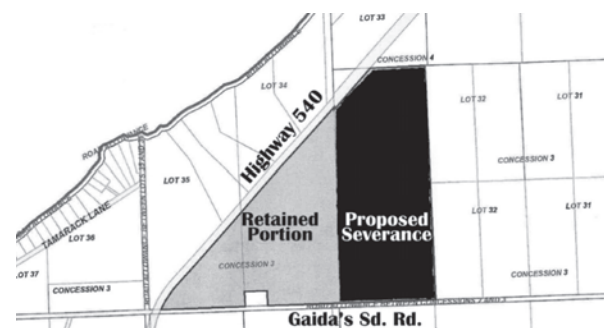 LOT 33
CONCESSION 4
LOT 34
Highway 540
LOT 32
LOT 31
CONCESSION 3
LOT 35
TAMARACK LANE
LOT 36
LOT 37
Retained
Portion
Proposed
Severance
LOT 32
LOT 31
CONCESSION 3
CONCESSION 3
CONCESSION 3
Gaida's Sd. Rd.